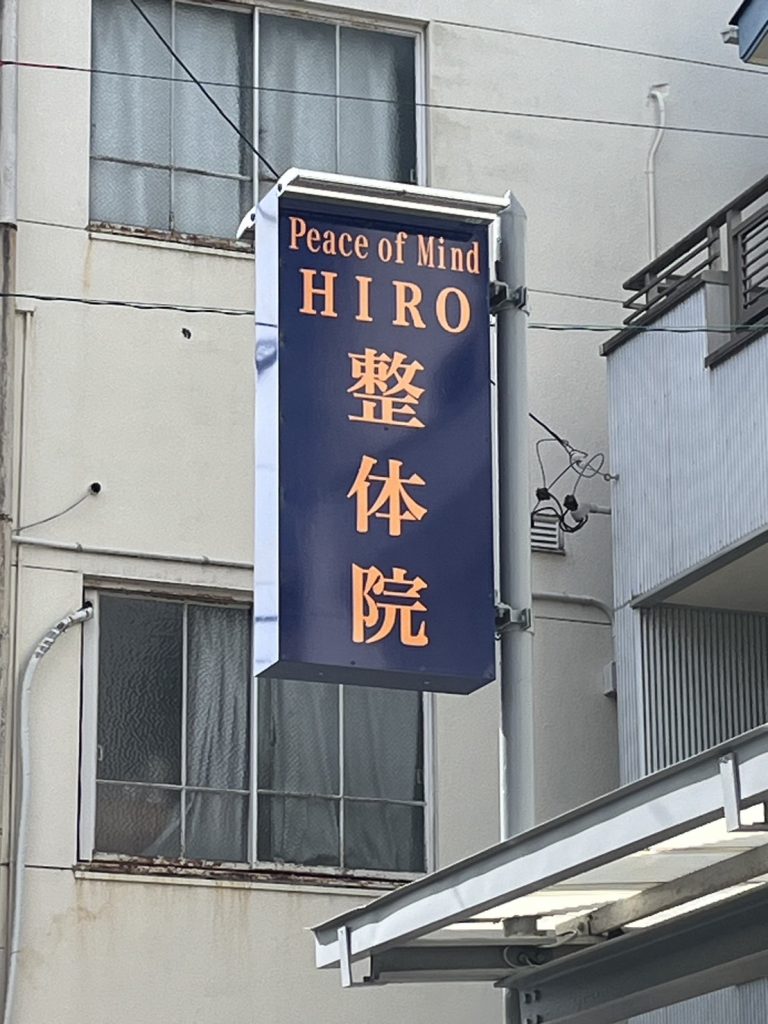 Peace of Mind
HIRO
整体院